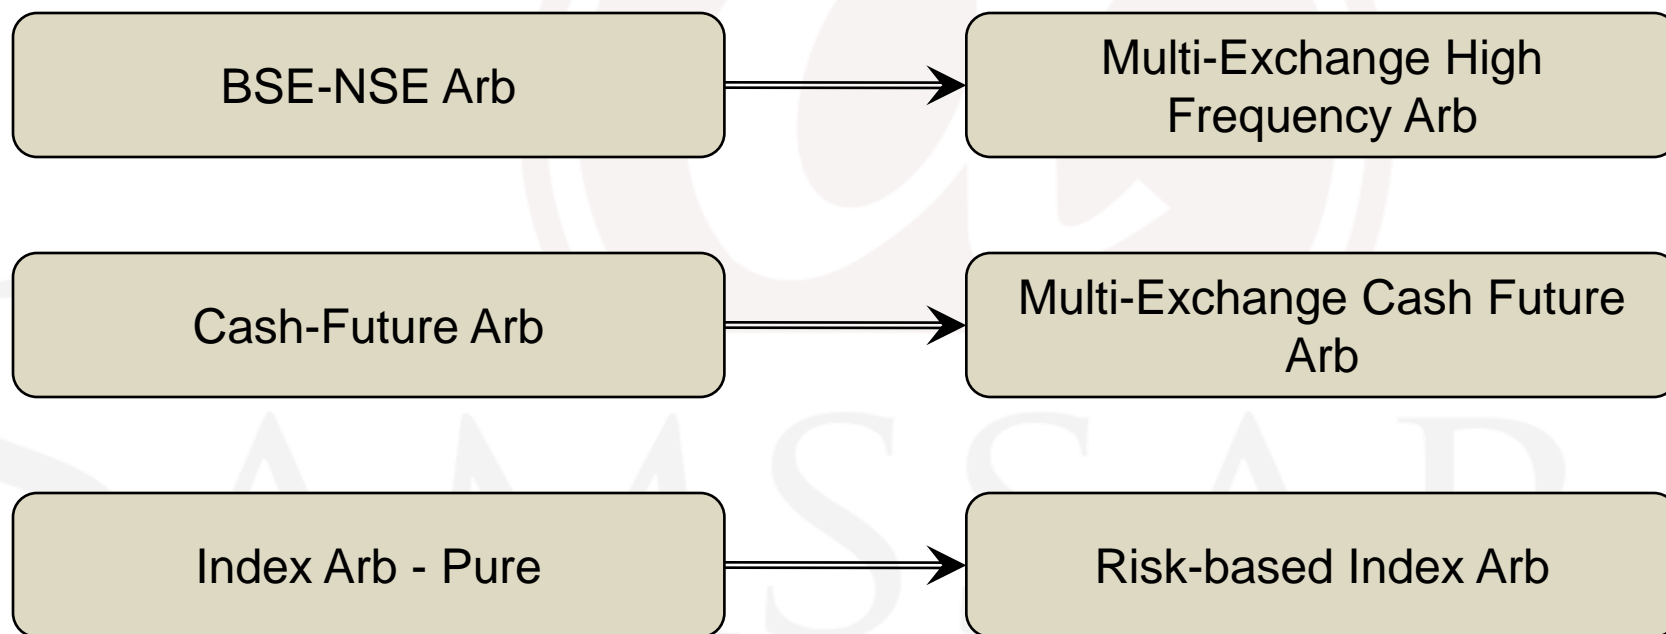 BSE-NSE Arb
Multi-Exchange High
Frequency Arb
Cash-Future Arb
Multi-Exchange Cash Future
Arb
Index Arb - Pure
Risk-based Index Arb